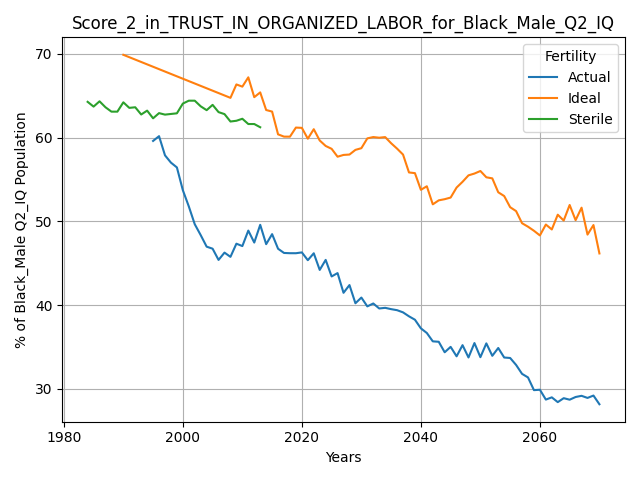 Score_2_in_TRUST_IN_ORGANIZED_LABOR_for_Black_Male_Q2_IQ
% of Black_Male Q2_IQ Population
70
60
50
40
30
Fertility
Actual
Ideal
Sterile
1980
2000
2020
2040
2060
Years